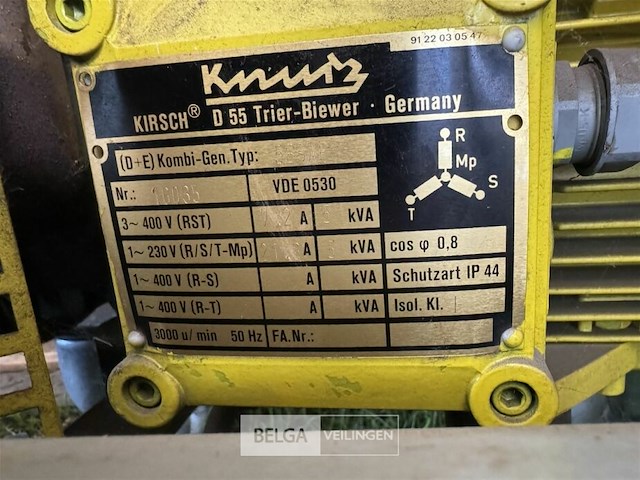 91 22 03 05 47
Knurz
KIRSCH® D 55 Trier-Biewer · Germany
(D+E) Kombi-Gen.Typ:
Nr.: VDE 0530
3~ 400 V (RST) A kVA
1~ 230 V (R/S/T-Mp) A kVA cos φ 0,8
1~ 400 V (R-S) A kVA Schutzart IP 44
1~ 400 V (R-T) A kVA Isol. Kl.
3000 u/min 50 Hz FA.Nr.:
R
Mp
S
T
BELGA VEILINGEN